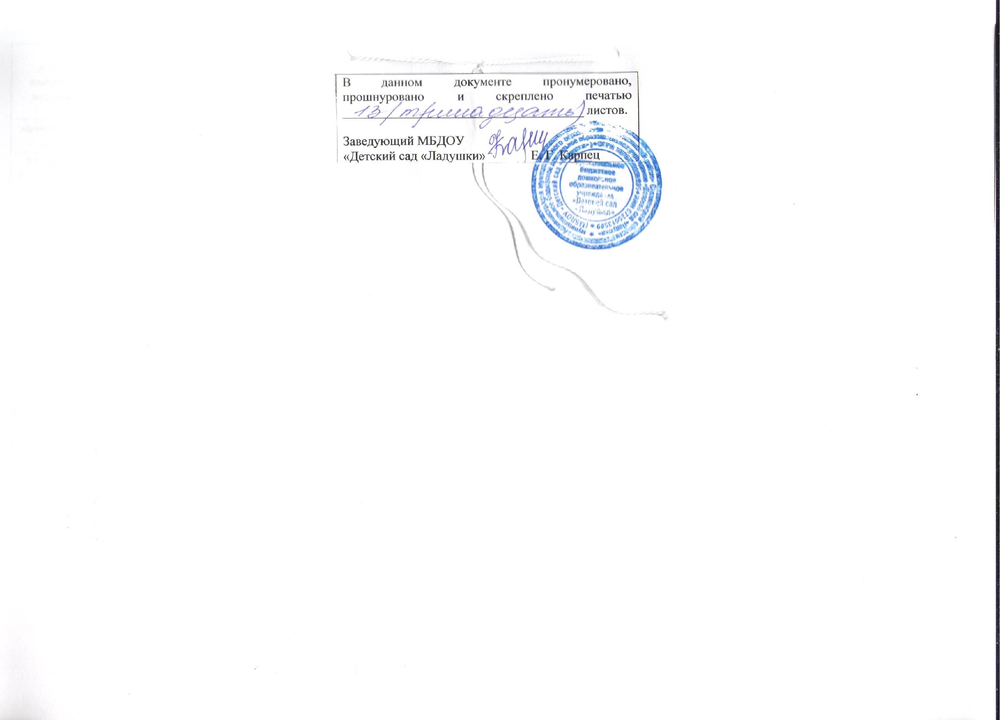 В данном документе пронумеровано,
прошнуровано и скреплено печатью
13 (тринадцать) листов.
Заведующий МБДОУ
«Детский сад «Ладушки» Е. Г. Карпец
бюджетное
дошкольное
образовательное
«Детский сад
«Ладушки»